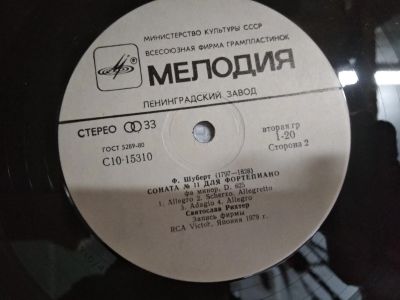 МИНИСТЕРСТВО КУЛЬТУРЫ СССР
ВСЕСОЮЗНАЯ ФИРМА ГРАМПЛАСТИНОК
МЕЛОДИЯ
ЛЕНИНГРАДСКИЙ ЗАВОД
СТЕРЕО 33
ГОСТ 5289-80
С10-15310
вторая гр
1-20
Сторона 2
Ф. Шуберт (1797—1828)
СОНАТА № 11 ДЛЯ ФОРТЕПИАНО
фа минор, D. 625
1. Allegro 2. Scherzo. Allegretto
3. Adagio 4. Allegro
Святослав Рихтер
Запись фирмы
RCA Victor, Япония 1979 г.